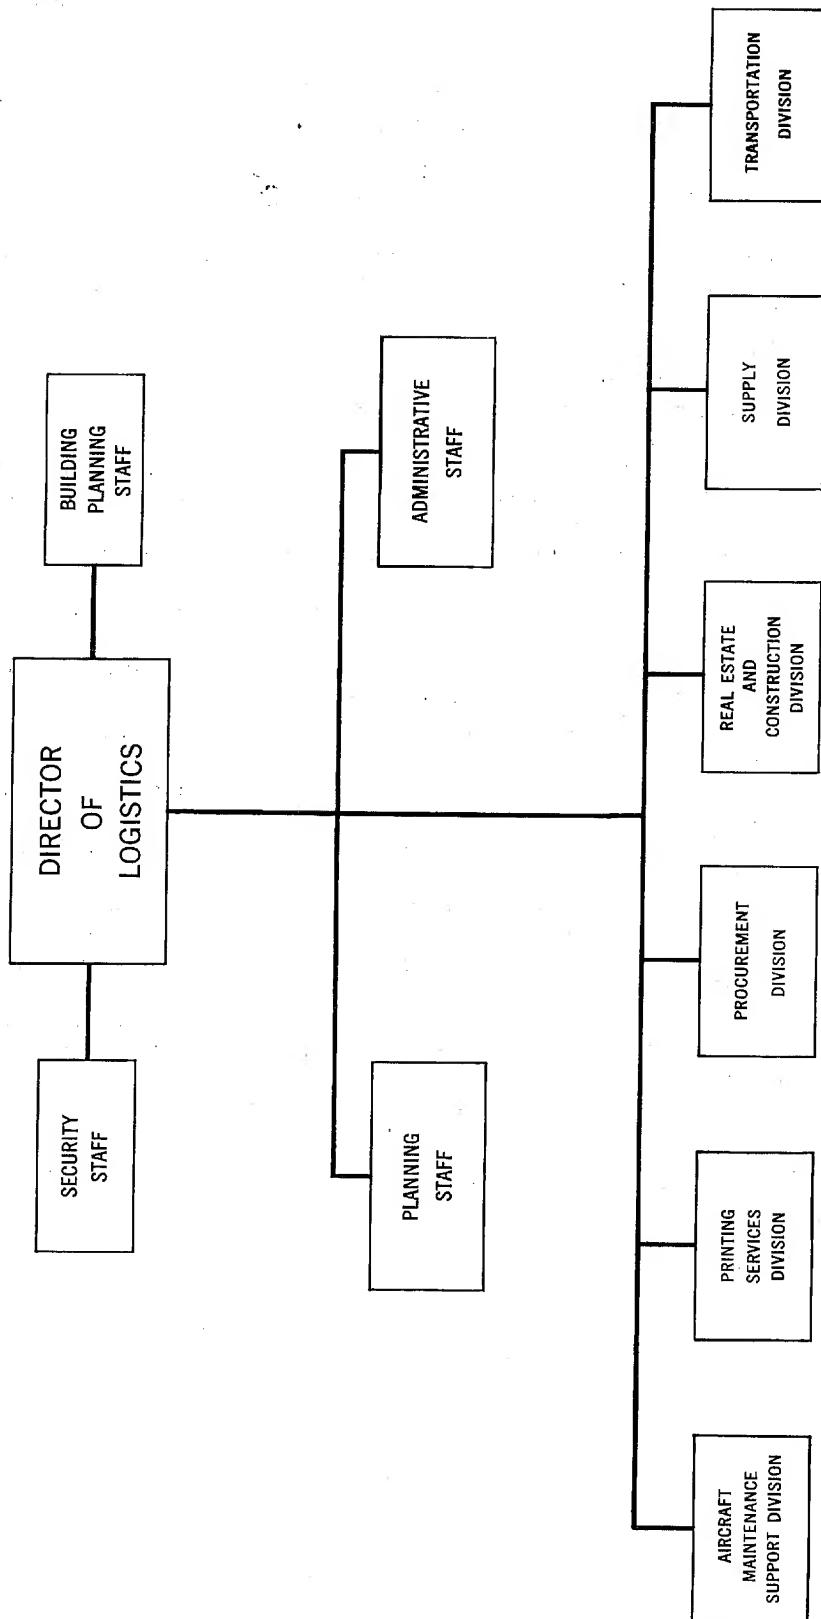 DIRECTOR
OF
LOGISTICS
SECURITY
STAFF
BUILDING
PLANNING
STAFF
PLANNING
STAFF
ADMINISTRATIVE
STAFF
AIRCRAFT
MAINTENANCE
SUPPORT DIVISION
PRINTING
SERVICES
DIVISION
PROCUREMENT
DIVISION
REAL ESTATE
AND
CONSTRUCTION
DIVISION
SUPPLY
DIVISION
TRANSPORTATION
DIVISION